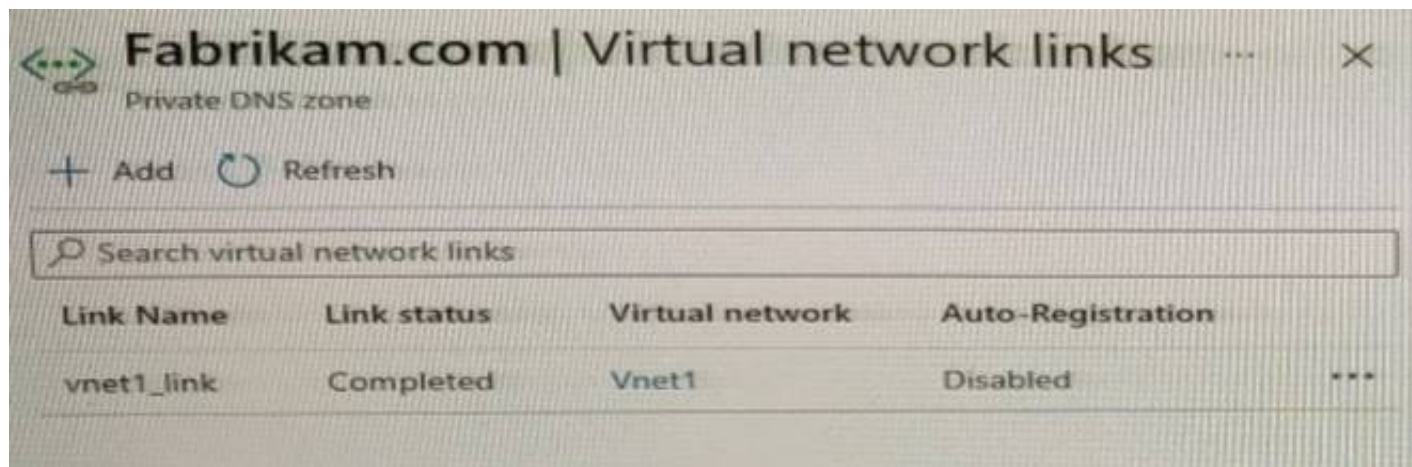 Fabrikam.com | Virtual network links ...
Private DNS zone
+ Add Refresh
Search virtual network links
Link Name Link status Virtual network Auto-Registration
vnet1_link Completed Vnet1 Disabled ...